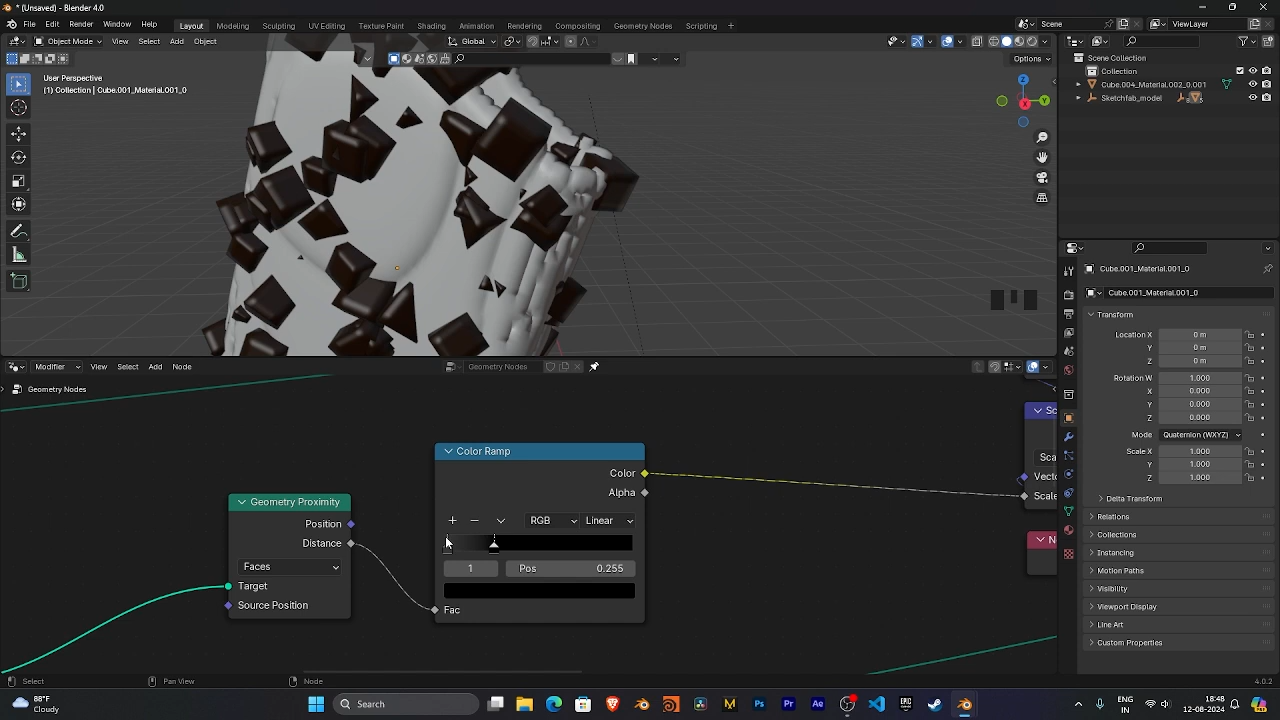 * (Unsaved) - Blender 4.0
File Edit Render Window Help Layout Modeling Sculpting UV Editing Texture Paint Shading Animation Rendering Compositing Geometry Nodes Scripting + Scene ViewLayer
Object Mode View Select Add Object Global
Options
User Perspective
(1) Collection | Cube.001_Material.001_0
X
Y
Z
Scene Collection
Collection
Cube.004_Material.002_0.001
Sketchfab_model
Cube.001_Material.001_0
Cube.001_Material.001_0
Transform
Location X 0 m
Y 0 m
Z 0 m
Rotation W 1.000
X 0.000
Y 0.000
Z 0.000
Mode Quaternion (WXYZ)
Scale X 1.000
Y 1.000
Z 1.000
Delta Transform
Relations
Collections
Instancing
Motion Paths
Visibility
Viewport Display
Line Art
Custom Properties
Modifier View Select Add Node Geometry Nodes
Geometry Nodes
Geometry Proximity
Position
Distance
Faces
Target
Source Position
Color Ramp
Color
Alpha
RGB Linear
1 Pos 0.255
Fac
Sc
Sca
Vecto
Scale
N
Select Pan View Node 4.0.2
88°F
Cloudy
Search
ENG
IN
18:48
12-08-2024